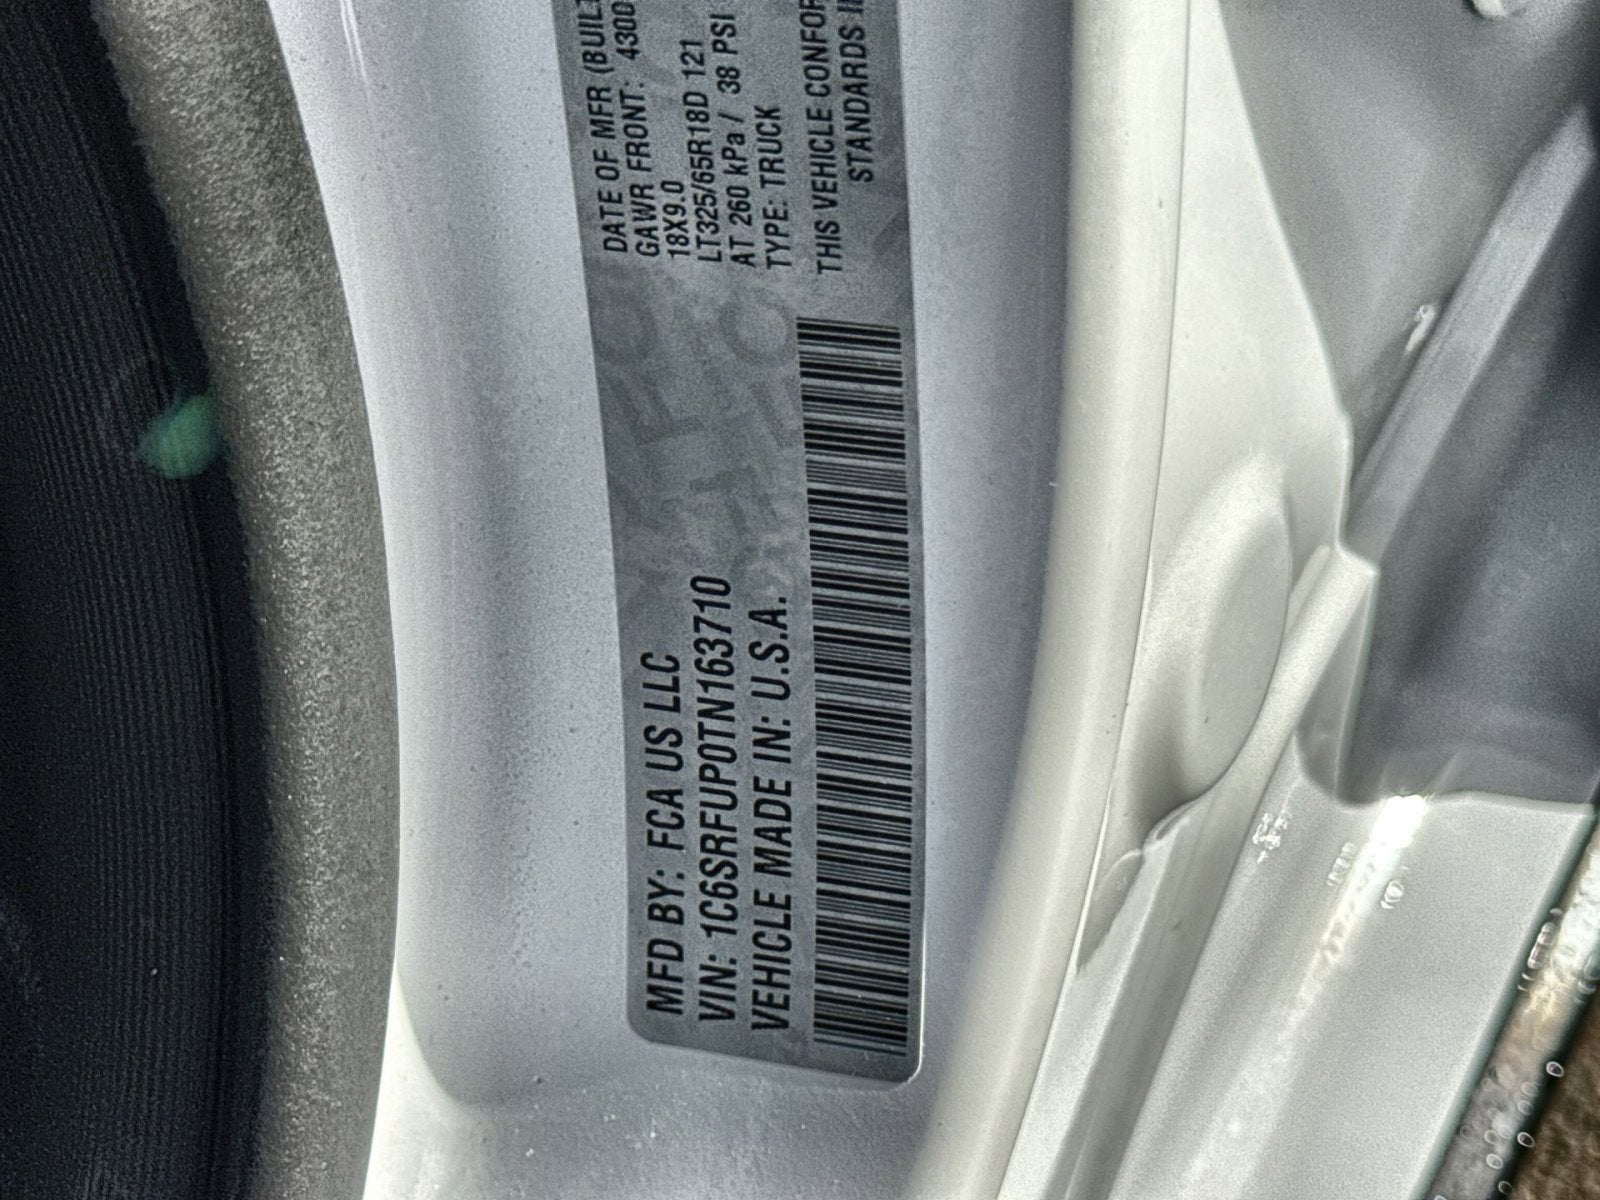 MFD BY: FCA US LLC
VIN: 1C6SRFUP0TN163710
VEHICLE MADE IN: U.S.A.
DATE OF MFR (BUILT
GAWR FRONT: 4300
18X9.0
LT325/65R18D 121
AT 260 kPa / 38 PSI
TYPE: TRUCK
THIS VEHICLE CONFOR
STANDARDS I